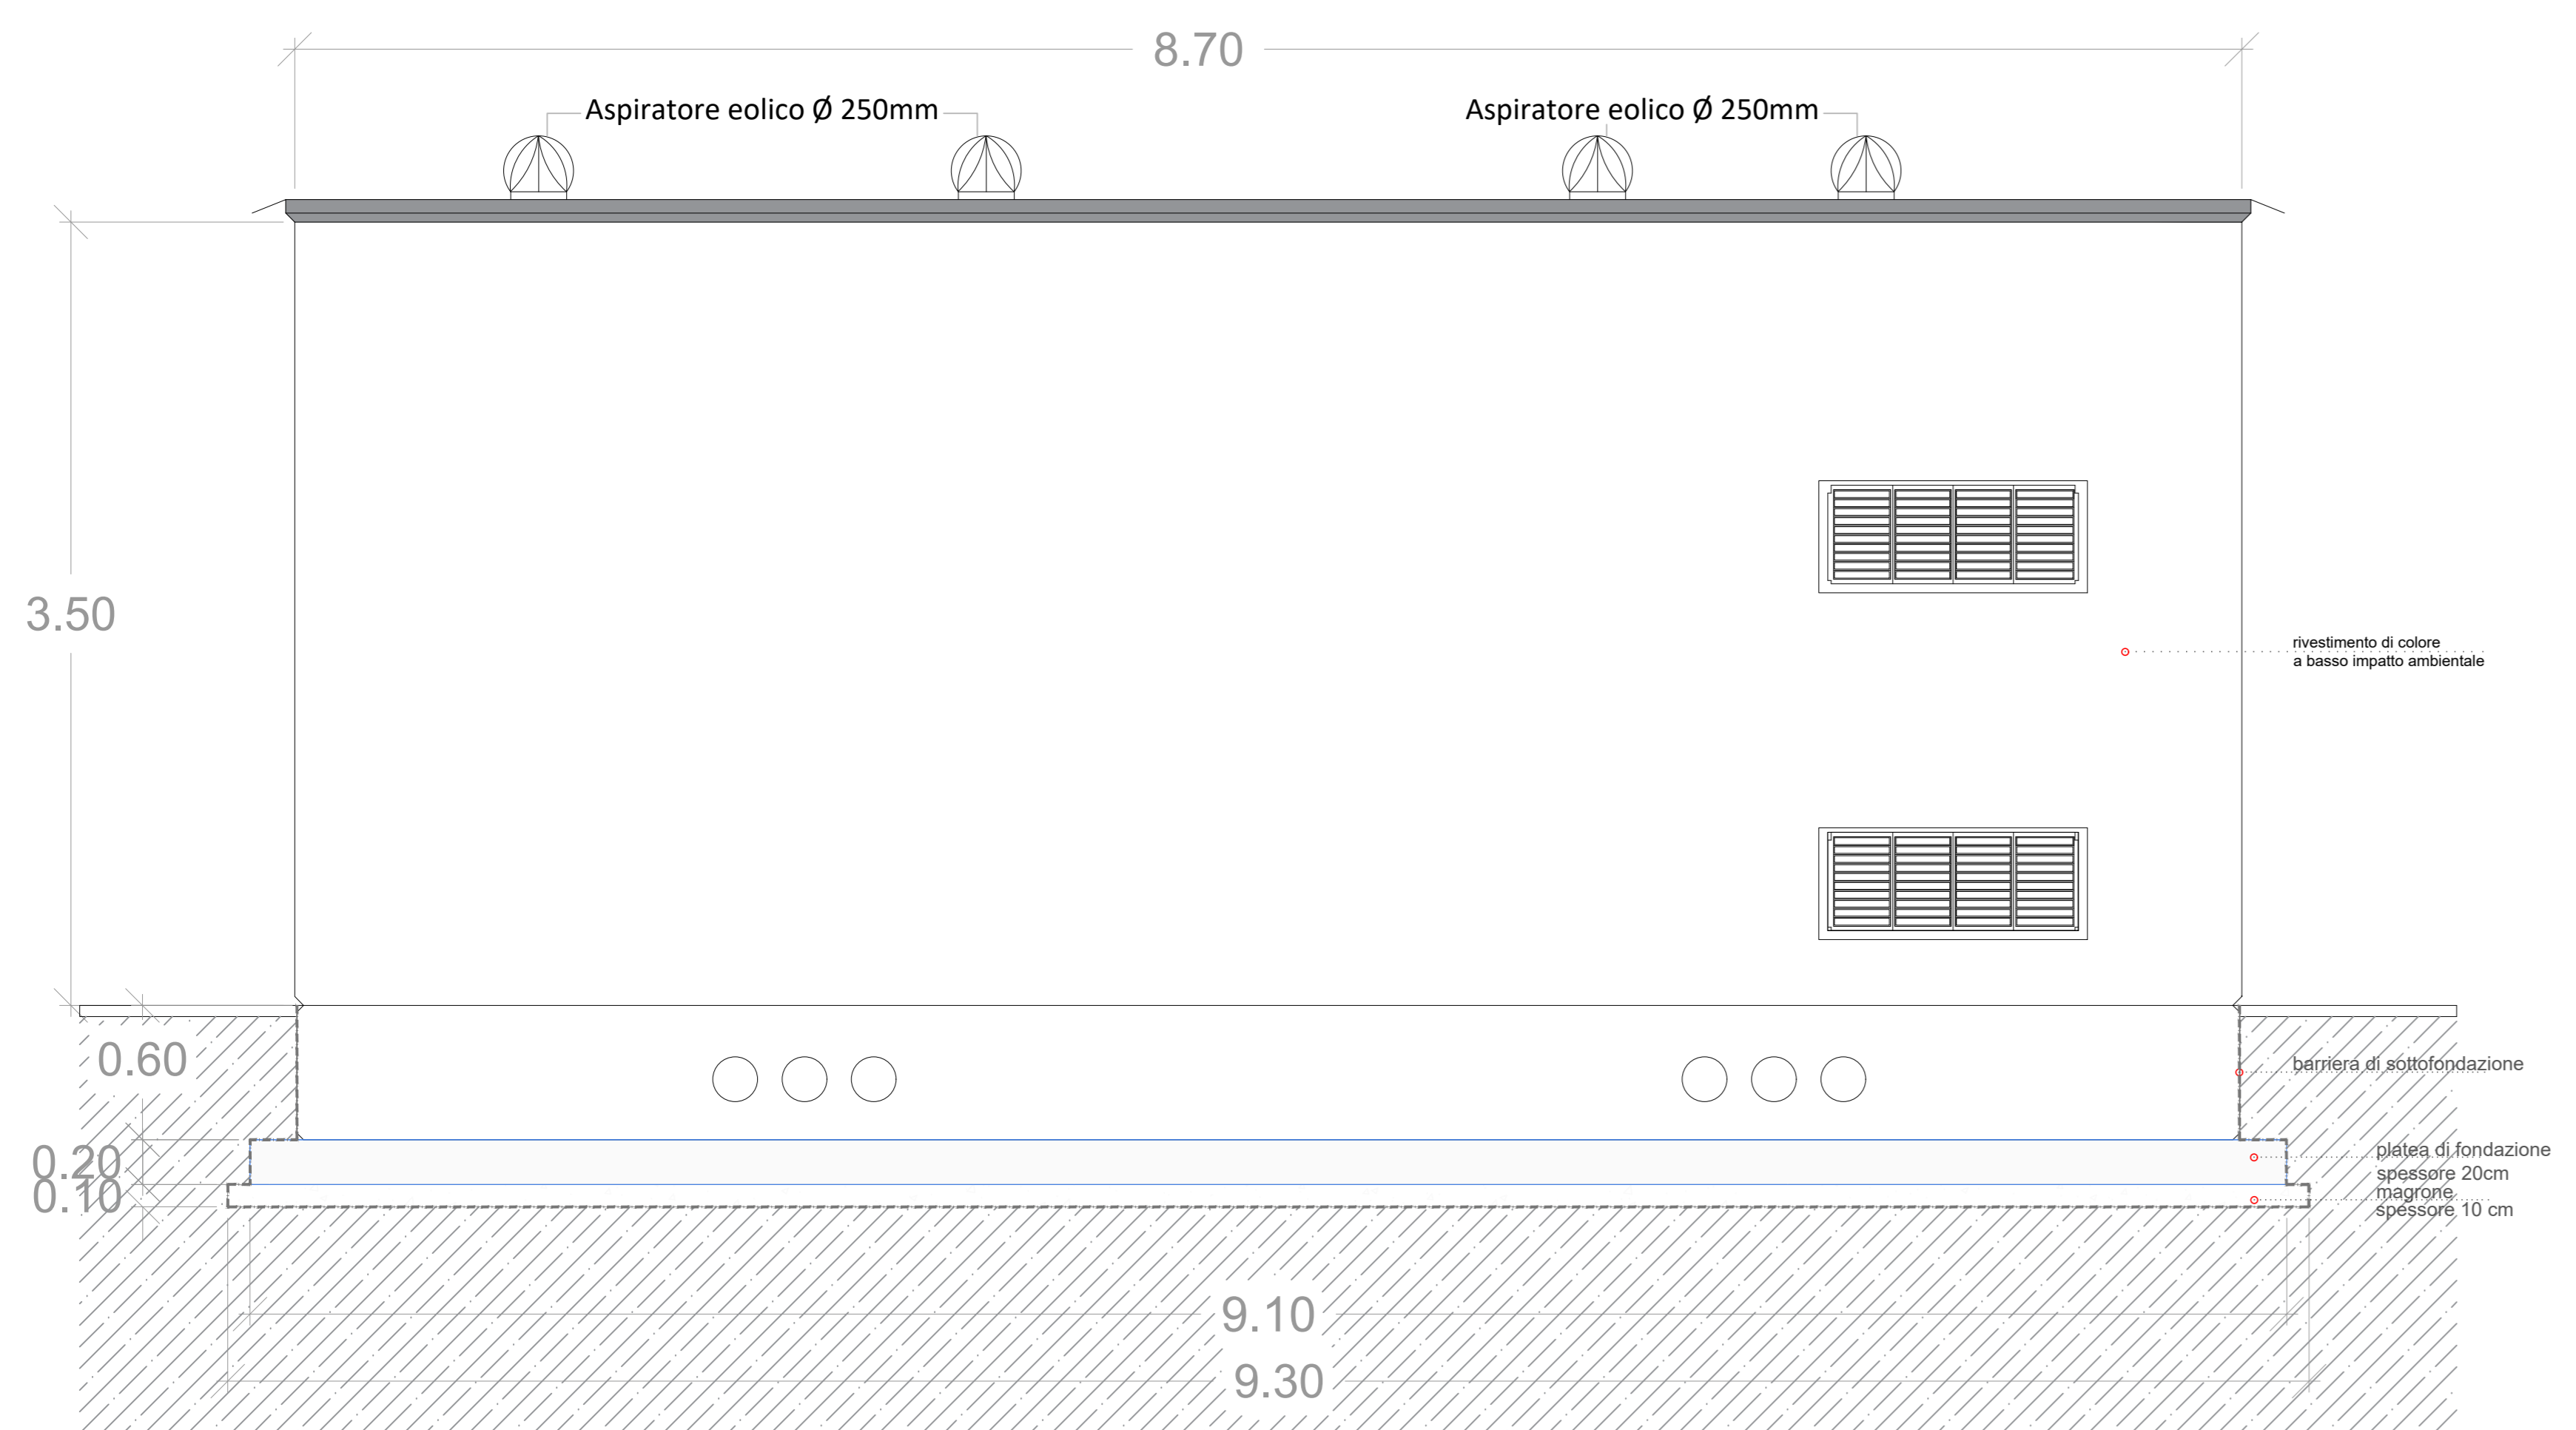 8.70
Aspiratore eolico Ø 250mm
Aspiratore eolico Ø 250mm
3.50
rivestimento di colore
a basso impatto ambientale
0.60
barriera di sottofondazione
0.20
0.10
platea di fondazione
spessore 20cm
magrone
spessore 10 cm
9.10
9.30